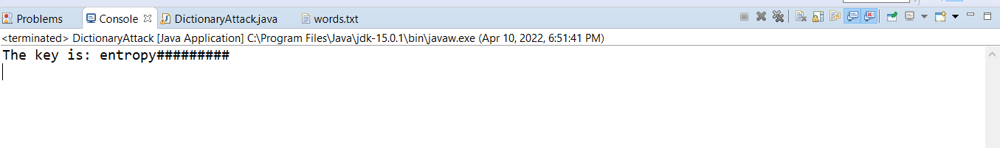 Problems Console DictionaryAttack.java words.txt
<terminated> DictionaryAttack [Java Application] C:\Program Files\Java\jdk-15.0.1\bin\javaw.exe (Apr 10, 2022, 6:51:41 PM)
The key is: entropy#########